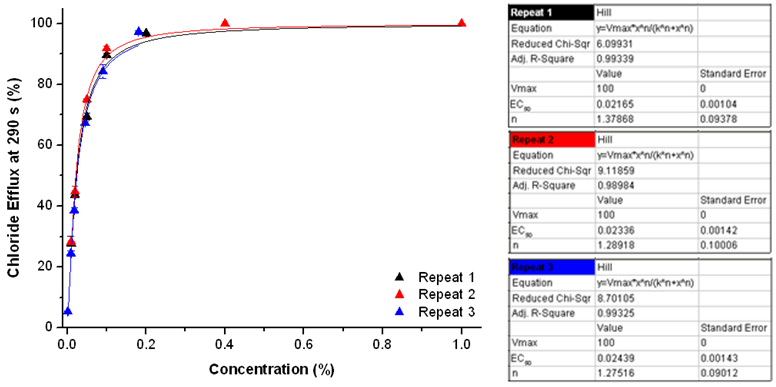 Chloride Efflux at 290 s (%)
100
80
60
40
20
0
0.0
0.2
0.4
0.6
0.8
1.0
Concentration (%)
Repeat 1
Repeat 2
Repeat 3
Repeat 1 Hill
Equation y=Vmax*x^n/(k^n+x^n)
Reduced Chi-Sqr 6.09931
Adj. R-Square 0.99339
Value Standard Error
Vmax 100 0
EC50 0.02165 0.00104
n 1.37868 0.09378
Repeat 2 Hill
Equation y=Vmax*x^n/(k^n+x^n)
Reduced Chi-Sqr 9.11859
Adj. R-Square 0.98984
Value Standard Error
Vmax 100 0
EC50 0.02336 0.00142
n 1.28918 0.10006
Repeat 3 Hill
Equation y=Vmax*x^n/(k^n+x^n)
Reduced Chi-Sqr 8.70105
Adj. R-Square 0.99325
Value Standard Error
Vmax 100 0
EC50 0.02439 0.00143
n 1.27516 0.09012